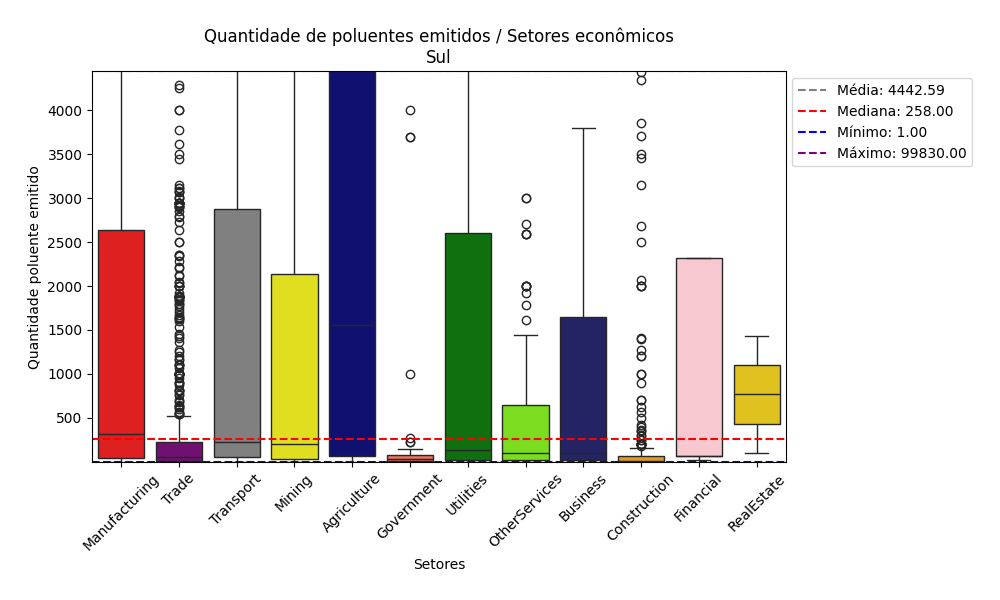 Quantidade de poluentes emitidos / Setores econômicos
Sul
Quantidade poluente emitido
4000
3500
3000
2500
2000
1500
1000
500
Manufacturing
Trade
Transport
Mining
Agriculture
Government
Utilities
OtherServices
Business
Construction
Financial
RealEstate
Setores
Média: 4442.59
Mediana: 258.00
Mínimo: 1.00
Máximo: 99830.00